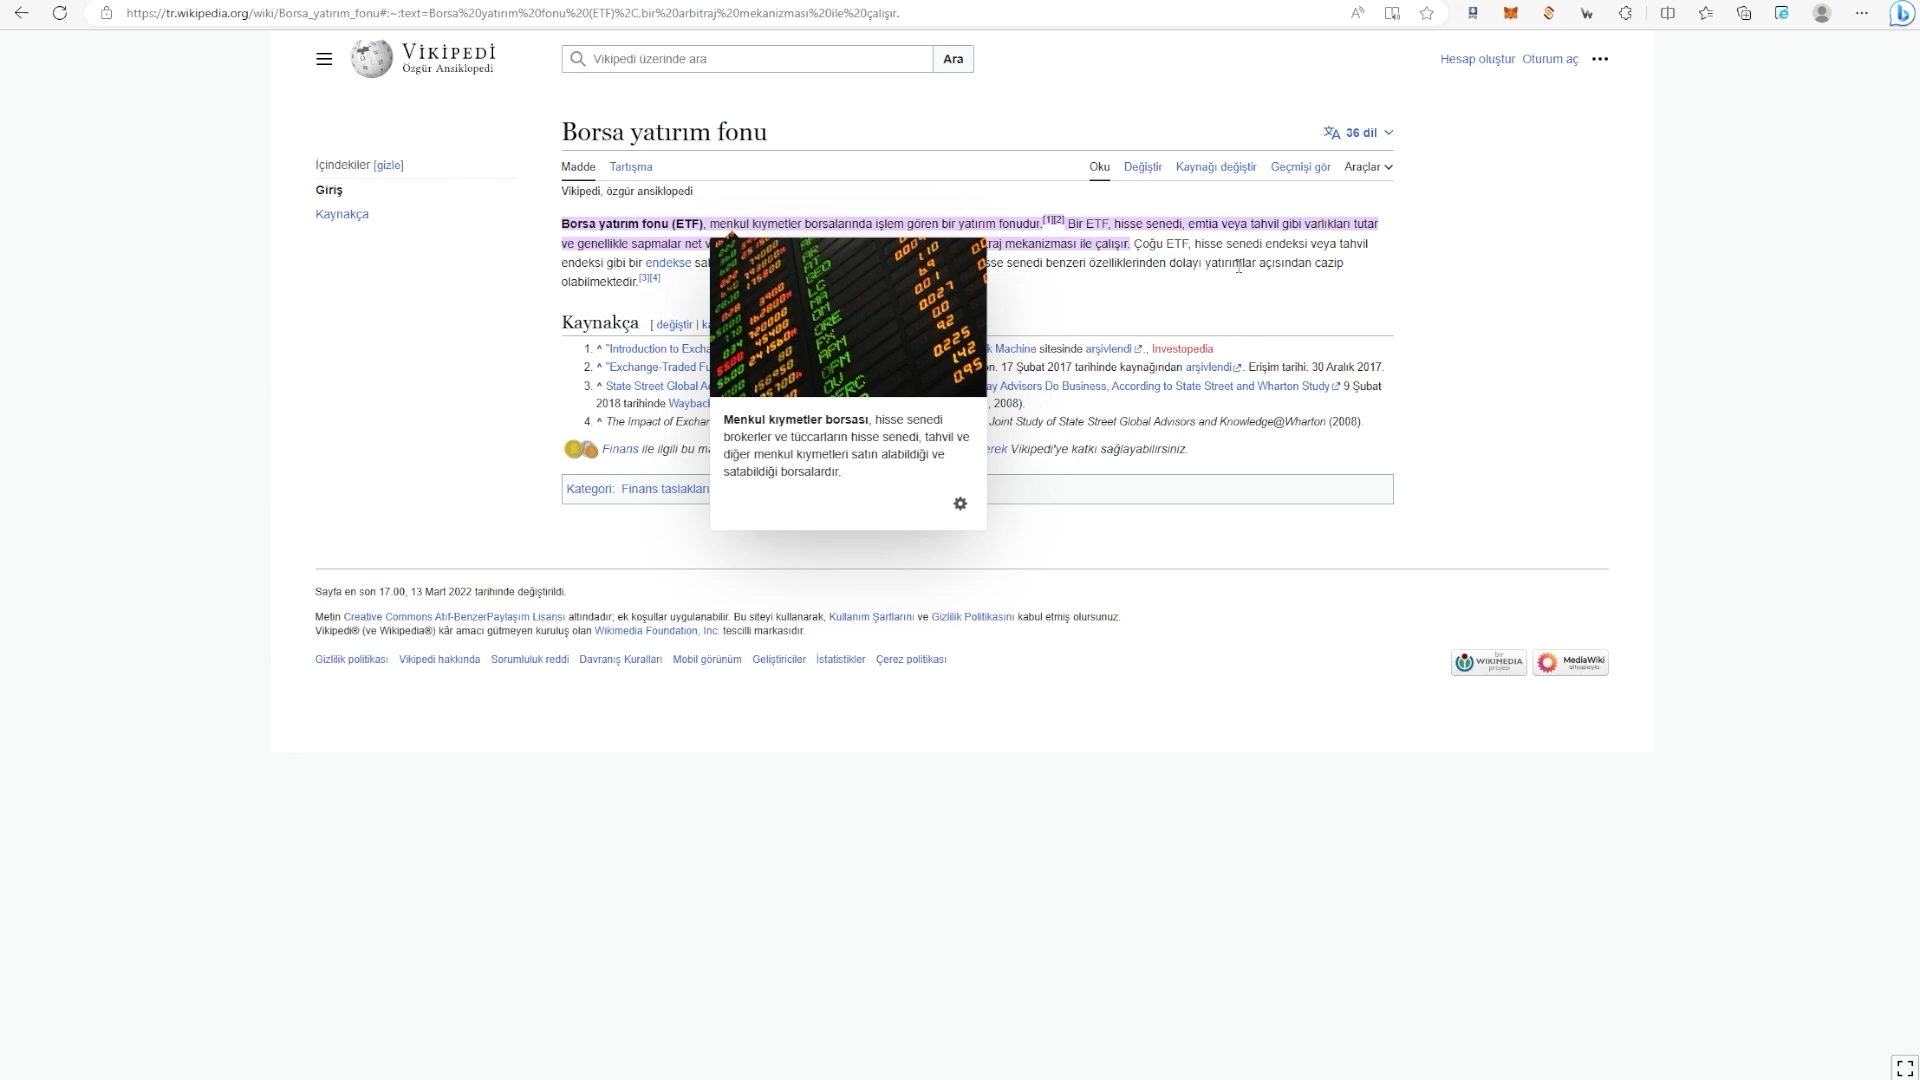 https://tr.wikipedia.org/wiki/Borsa_yatırım_fonu#:~:text=Borsa%20yatırım%20fonu%20(ETF)%2C,bir%20arbitraj%20mekanizması%20ile%20çalışır.
VİKİPEDİ
Özgür Ansiklopedi
Vikipedi üzerinde ara
Ara
Hesap oluştur Oturum aç
Borsa yatırım fonu
36 dil
İçindekiler [gizle]
Giriş
Kaynakça
Madde Tartışma
Oku Değiştir Kaynağı değiştir Geçmişi gör Araçlar
Vikipedi, özgür ansiklopedi
Borsa yatırım fonu (ETF), menkul kıymetler borsalarında işlem gören bir yatırım fonudur.[1][2] Bir ETF, hisse senedi, emtia veya tahvil gibi varlıkları tutar
ve genellikle sapmalar net v raj mekanizması ile çalışır. Çoğu ETF, hisse senedi endeksi veya tahvil
endeksi gibi bir endekse sal sse senedi benzeri özelliklerinden dolayı yatırımlar açısından cazip
olabilmektedir.[3][4]
Kaynakça [ değiştir | ka
1. ^ "Introduction to Excha k Machine sitesinde arşivlendi., Investopedia
2. ^ "Exchange-Traded Fu n. 17 Şubat 2017 tarihinde kaynağından arşivlendi. Erişim tarihi: 30 Aralık 2017.
3. ^ State Street Global A ay Advisors Do Business, According to State Street and Wharton Study 9 Şubat
2018 tarihinde Wayback , 2008).
4. ^ The Impact of Exchan Joint Study of State Street Global Advisors and Knowledge@Wharton (2008).
Finans ile ilgili bu ma erek Vikipedi'ye katkı sağlayabilirsiniz.
Kategori: Finans taslakları
Menkul kıymetler borsası, hisse senedi
brokerler ve tüccarların hisse senedi, tahvil ve
diğer menkul kıymetleri satın alabildiği ve
satabildiği borsalardır.
Sayfa en son 17.00, 13 Mart 2022 tarihinde değiştirildi.
Metin Creative Commons Atıf-BenzerPaylaşım Lisansı altındadır; ek koşullar uygulanabilir. Bu siteyi kullanarak, Kullanım Şartlarını ve Gizlilik Politikasını kabul etmiş olursunuz.
Vikipedi® (ve Wikipedia®) kâr amacı gütmeyen kuruluş olan Wikimedia Foundation, Inc. tescilli markasıdır.
Gizlilik politikası Vikipedi hakkında Sorumluluk reddi Davranış Kuralları Mobil görünüm Geliştiriciler İstatistikler Çerez politikası
bir
WIKIMEDIA
projesi
MediaWiki
altyapısıyla